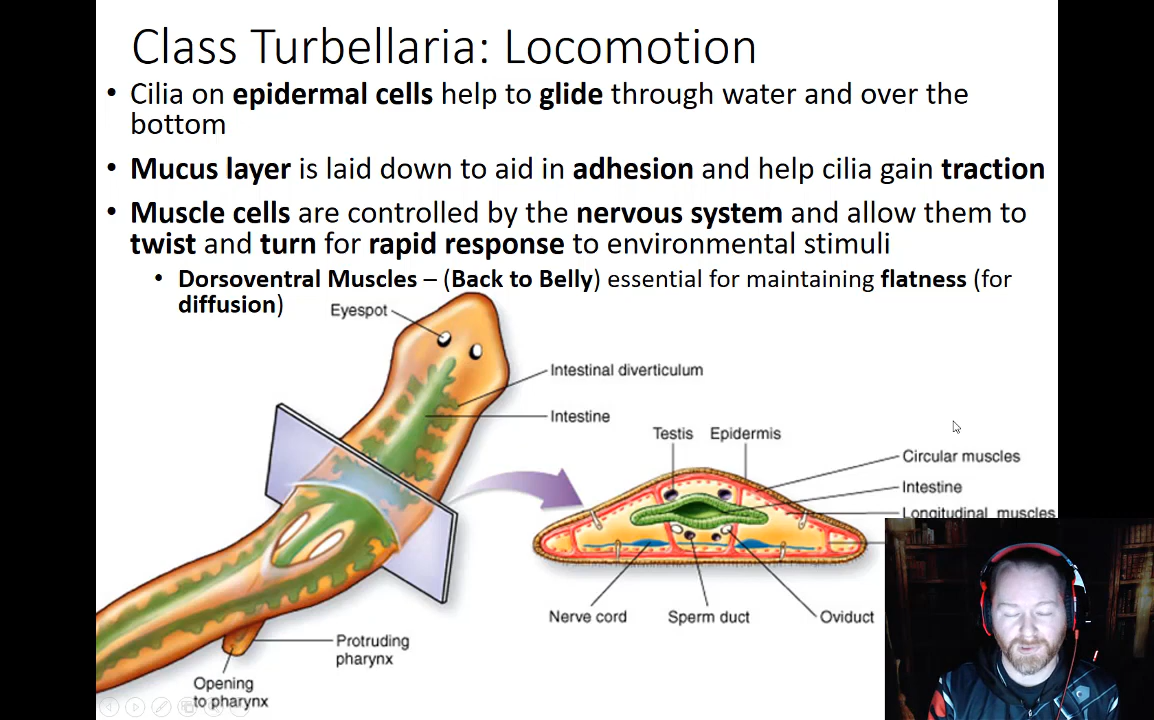 Class Turbellaria: Locomotion
• Cilia on epidermal cells help to glide through water and over the
bottom
• Mucus layer is laid down to aid in adhesion and help cilia gain traction
• Muscle cells are controlled by the nervous system and allow them to
twist and turn for rapid response to environmental stimuli
• Dorsoventral Muscles – (Back to Belly) essential for maintaining flatness (for
diffusion)
Eyespot
Intestinal diverticulum
Intestine
Testis Epidermis
Circular muscles
Intestine
Longitudinal muscles
Nerve cord
Sperm duct
Oviduct
Protruding
pharynx
Opening
to pharynx